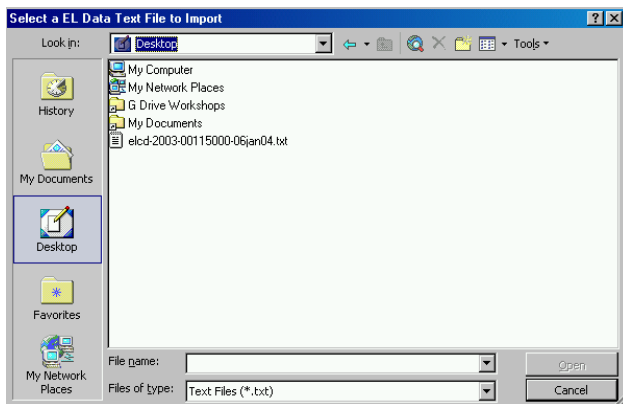 Select a EL Data Text File to Import
Look in:
Desktop
Tools
History
My Documents
Desktop
Favorites
My Network
Places
My Computer
My Network Places
G Drive Workshops
My Documents
elcd-2003-00115000-06jan04.txt
File name:
Open
Files of type:
Text Files (*.txt)
Cancel